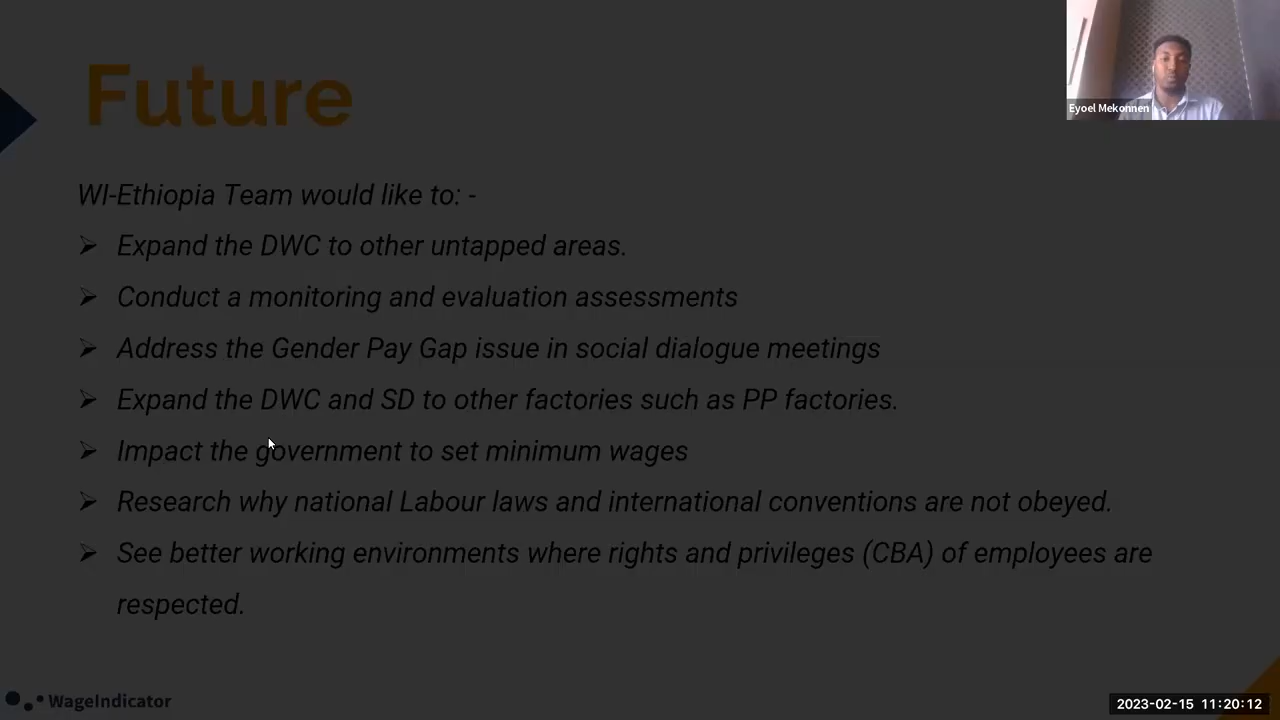 Future
Eyoel Mekonnen
WI-Ethiopia Team would like to: -
➢ Expand the DWC to other untapped areas.
➢ Conduct a monitoring and evaluation assessments
➢ Address the Gender Pay Gap issue in social dialogue meetings
➢ Expand the DWC and SD to other factories such as PP factories.
➢ Impact the government to set minimum wages
➢ Research why national Labour laws and international conventions are not obeyed.
➢ See better working environments where rights and privileges (CBA) of employees are
respected.
WageIndicator
2023-02-15 11:20:12